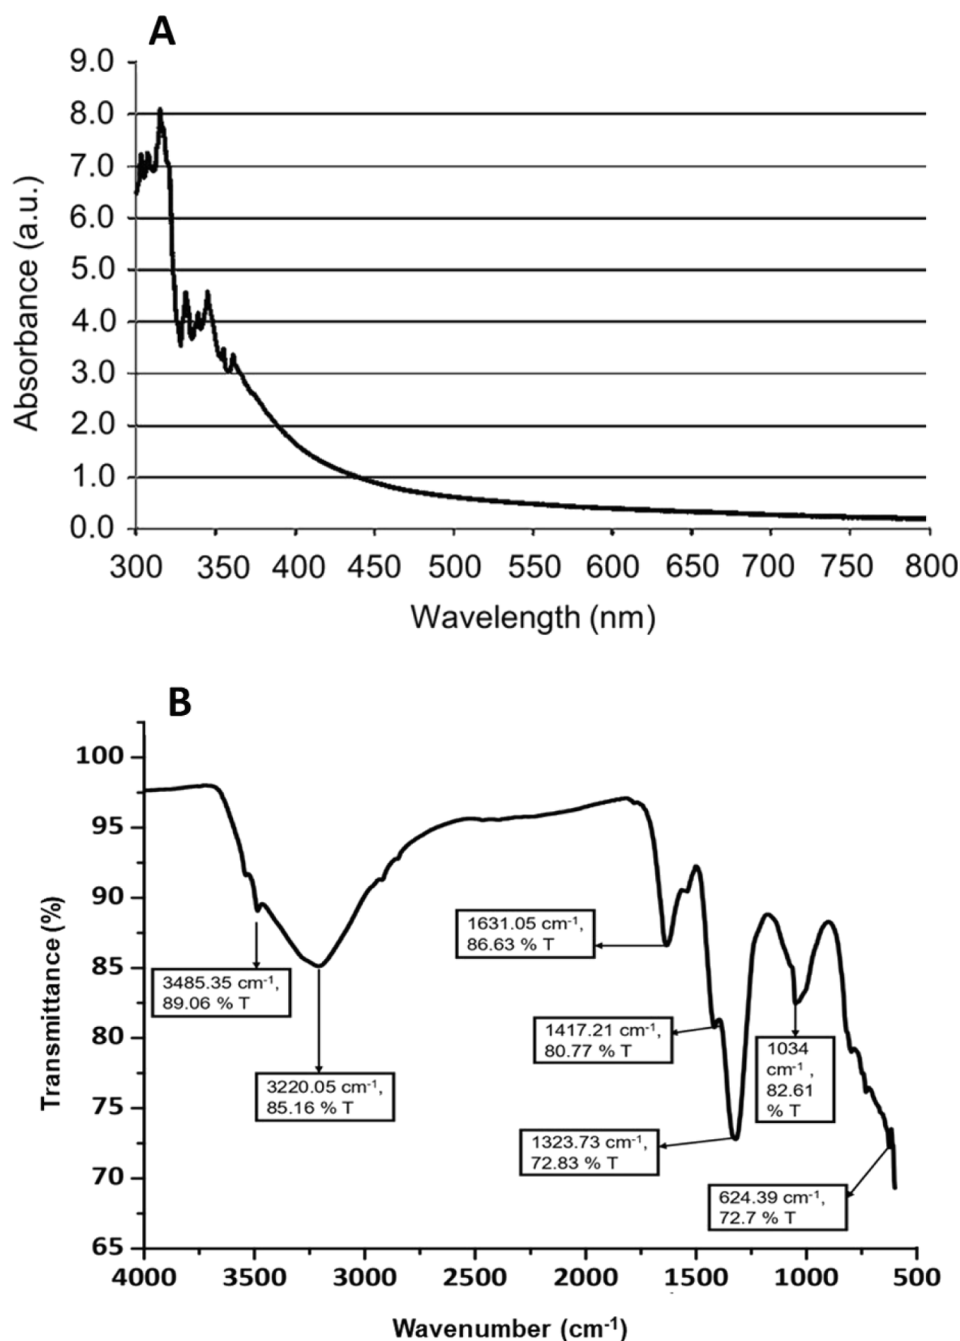 A
9.0
8.0
7.0
6.0
5.0
4.0
3.0
2.0
1.0
0.0
Absorbance (a.u.)
300 350 400 450 500 550 600 650 700 750 800
Wavelength (nm)
B
100
95
90
85
80
75
70
65
Transmittance (%)
1631.05 cm-1,
86.63 % T
3485.35 cm-1,
89.06 % T
1417.21 cm-1,
80.77 % T
1034
cm-1 ,
82.61
% T
3220.05 cm-1,
85.16 % T
1323.73 cm-1,
72.83 % T
624.39 cm-1,
72.7 % T
4000 3500 3000 2500 2000 1500 1000 500
Wavenumber (cm-1)